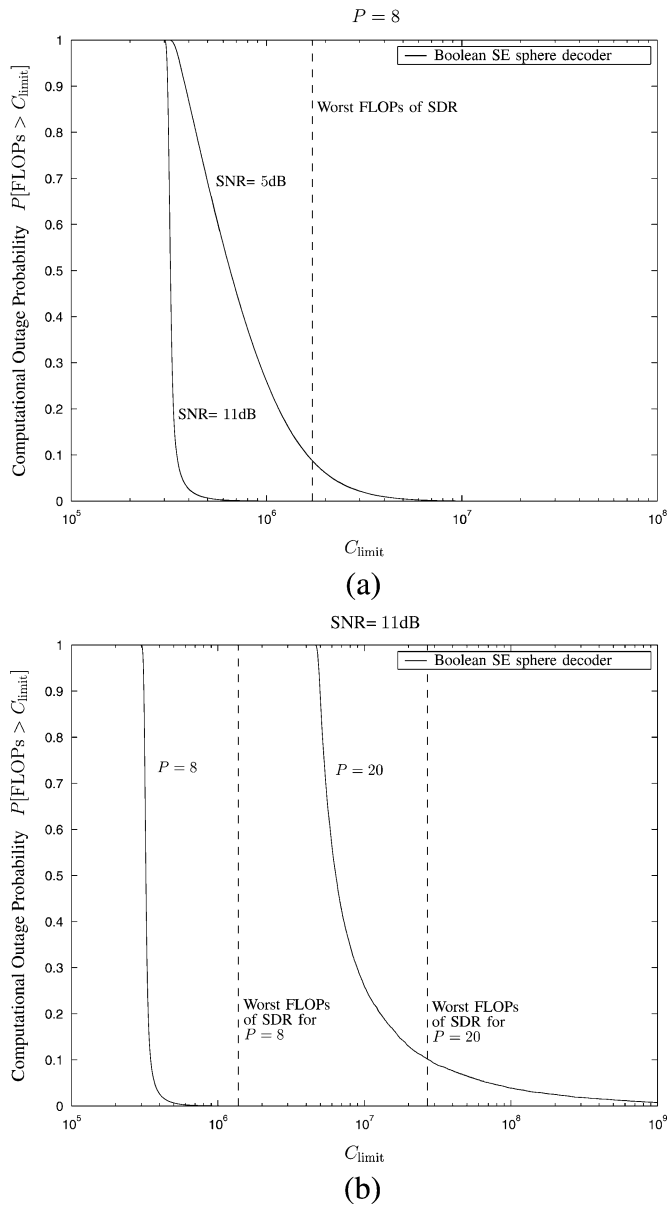 P = 8
Boolean SE sphere decoder
Worst FLOPs of SDR
SNR= 5dB
SNR= 11dB
Computational Outage Probability P[FLOPs > C_limit]
1
0.9
0.8
0.7
0.6
0.5
0.4
0.3
0.2
0.1
0
10^5
10^6
10^7
10^8
C_limit
(a)
SNR= 11dB
Boolean SE sphere decoder
P = 8
P = 20
Worst FLOPs
of SDR for
P = 8
Worst FLOPs
of SDR for
P = 20
Computational Outage Probability P[FLOPs > C_limit]
1
0.9
0.8
0.7
0.6
0.5
0.4
0.3
0.2
0.1
0
10^5
10^6
10^7
10^8
10^9
C_limit
(b)